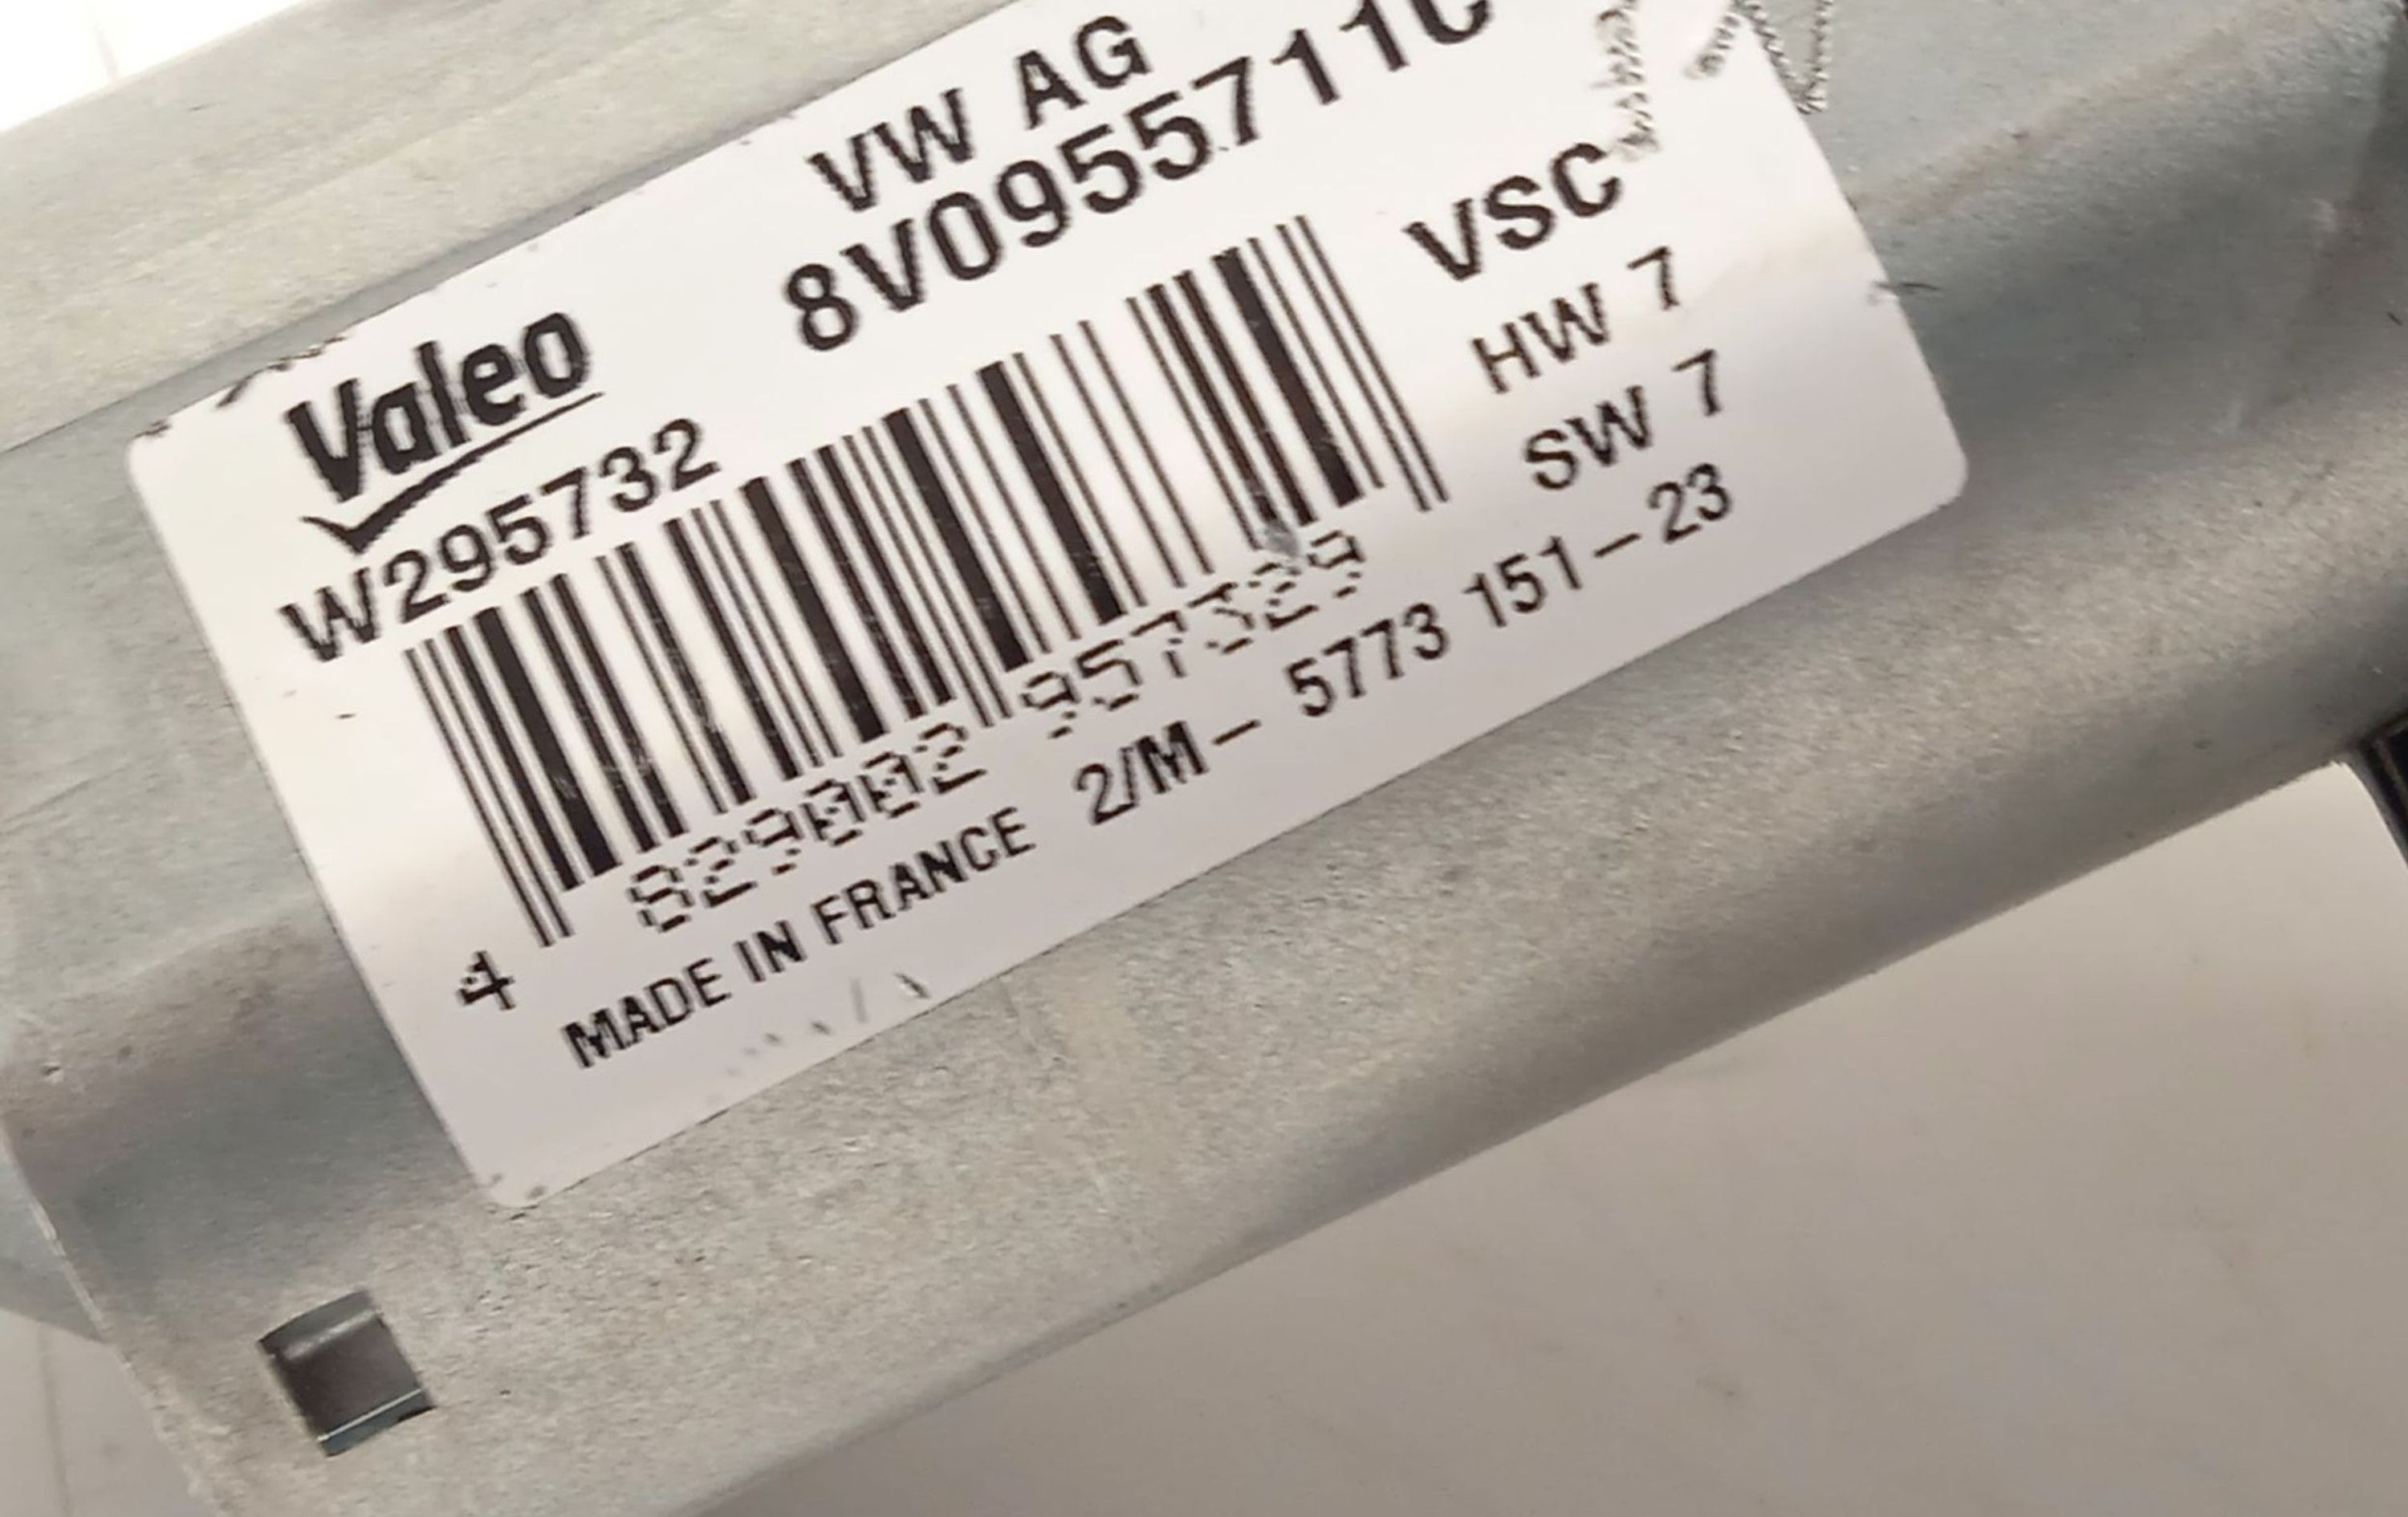 VW AG
8V0955711C
Valeo
W295732
VSC
HW 7
SW 7
4 829002 957329
MADE IN FRANCE 2/M- 5773 151-23